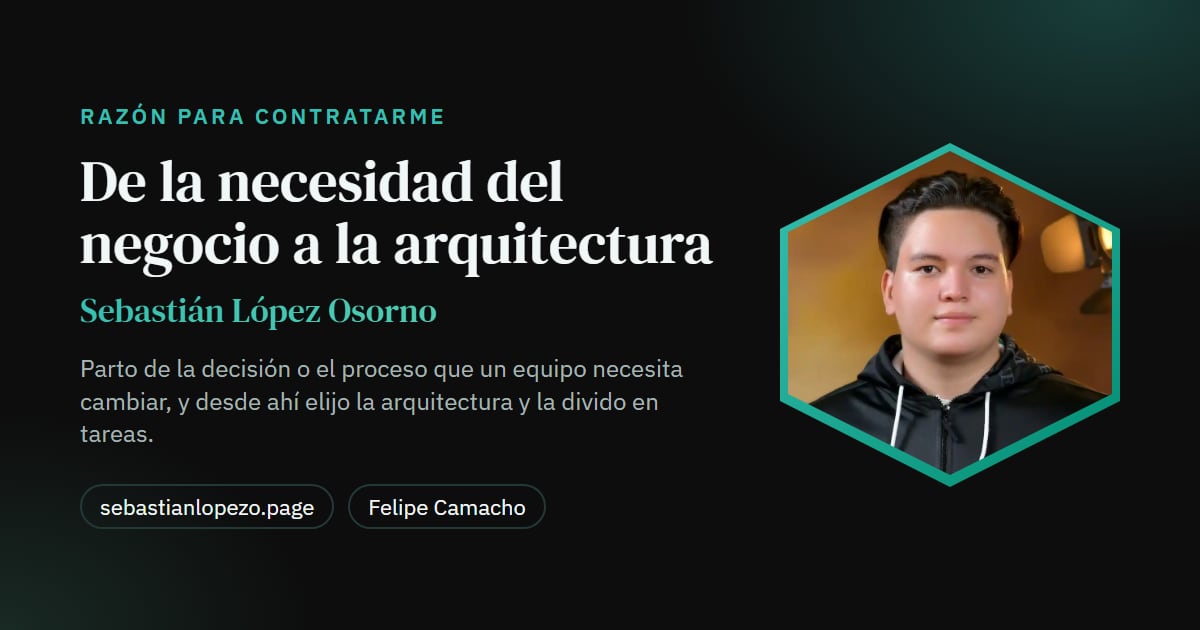 RAZÓN PARA CONTRATARME
De la necesidad del
negocio a la arquitectura
Sebastián López Osorno
Parto de la decisión o el proceso que un equipo necesita
cambiar, y desde ahí elijo la arquitectura y la divido en
tareas.
sebastianlopezo.page
Felipe Camacho